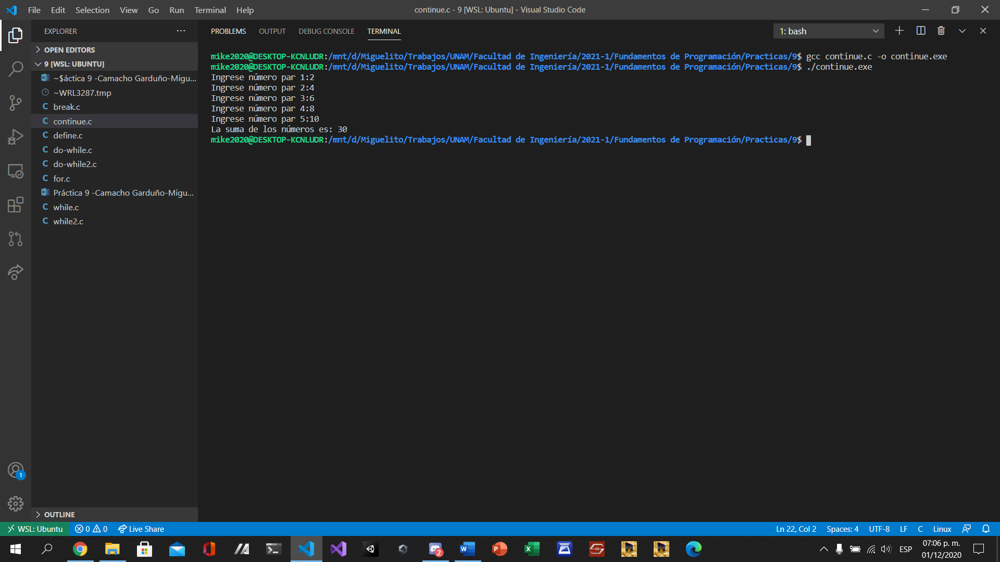 File Edit Selection View Go Run Terminal Help
continue.c - 9 [WSL: Ubuntu] - Visual Studio Code
EXPLORER
OPEN EDITORS
9 [WSL: UBUNTU]
~$áctica 9 -Camacho Garduño-Migu...
~WRL3287.tmp
C break.c
C continue.c
C define.c
C do-while.c
C do-while2.c
C for.c
Práctica 9 -Camacho Garduño-Migu...
C while.c
C while2.c
OUTLINE
PROBLEMS OUTPUT DEBUG CONSOLE TERMINAL
1: bash
mike2020@DESKTOP-KCNLUDR:/mnt/d/Miguelito/Trabajos/UNAM/Facultad de Ingeniería/2021-1/Fundamentos de Programación/Practicas/9$ gcc continue.c -o continue.exe
mike2020@DESKTOP-KCNLUDR:/mnt/d/Miguelito/Trabajos/UNAM/Facultad de Ingeniería/2021-1/Fundamentos de Programación/Practicas/9$ ./continue.exe
Ingrese número par 1:2
Ingrese número par 2:4
Ingrese número par 3:6
Ingrese número par 4:8
Ingrese número par 5:10
La suma de los números es: 30
mike2020@DESKTOP-KCNLUDR:/mnt/d/Miguelito/Trabajos/UNAM/Facultad de Ingeniería/2021-1/Fundamentos de Programación/Practicas/9$
1
WSL: Ubuntu 0 0 Live Share
Ln 22, Col 2 Spaces: 4 UTF-8 LF C Linux
2
ESP
07:06 p. m.
01/12/2020